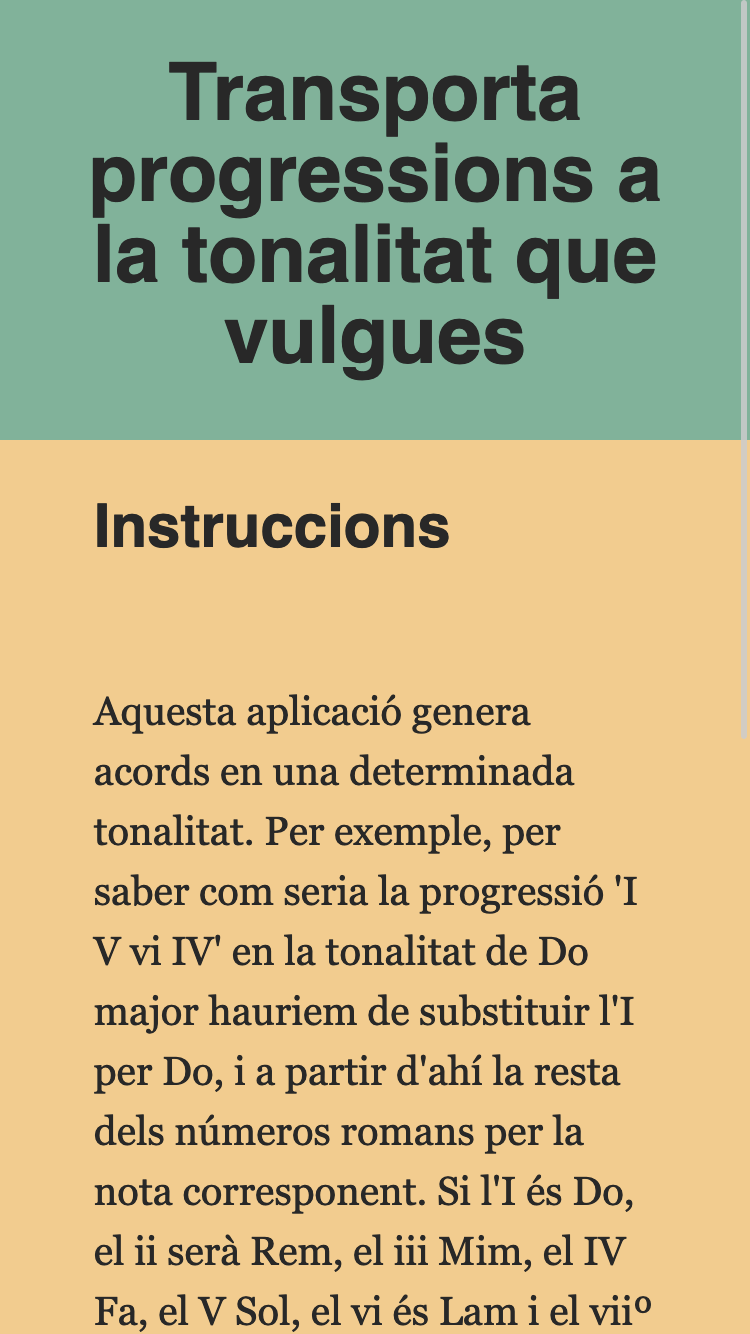 Transporta
progressions a
la tonalitat que
vulgues
Instruccions
Aquesta aplicació genera
acords en una determinada
tonalitat. Per exemple, per
saber com seria la progressió 'I
V vi IV' en la tonalitat de Do
major hauriem de substituir l'I
per Do, i a partir d'ahí la resta
dels números romans per la
nota corresponent. Si l'I és Do,
el ii serà Rem, el iii Mim, el IV
Fa, el V Sol, el vi és Lam i el viiº